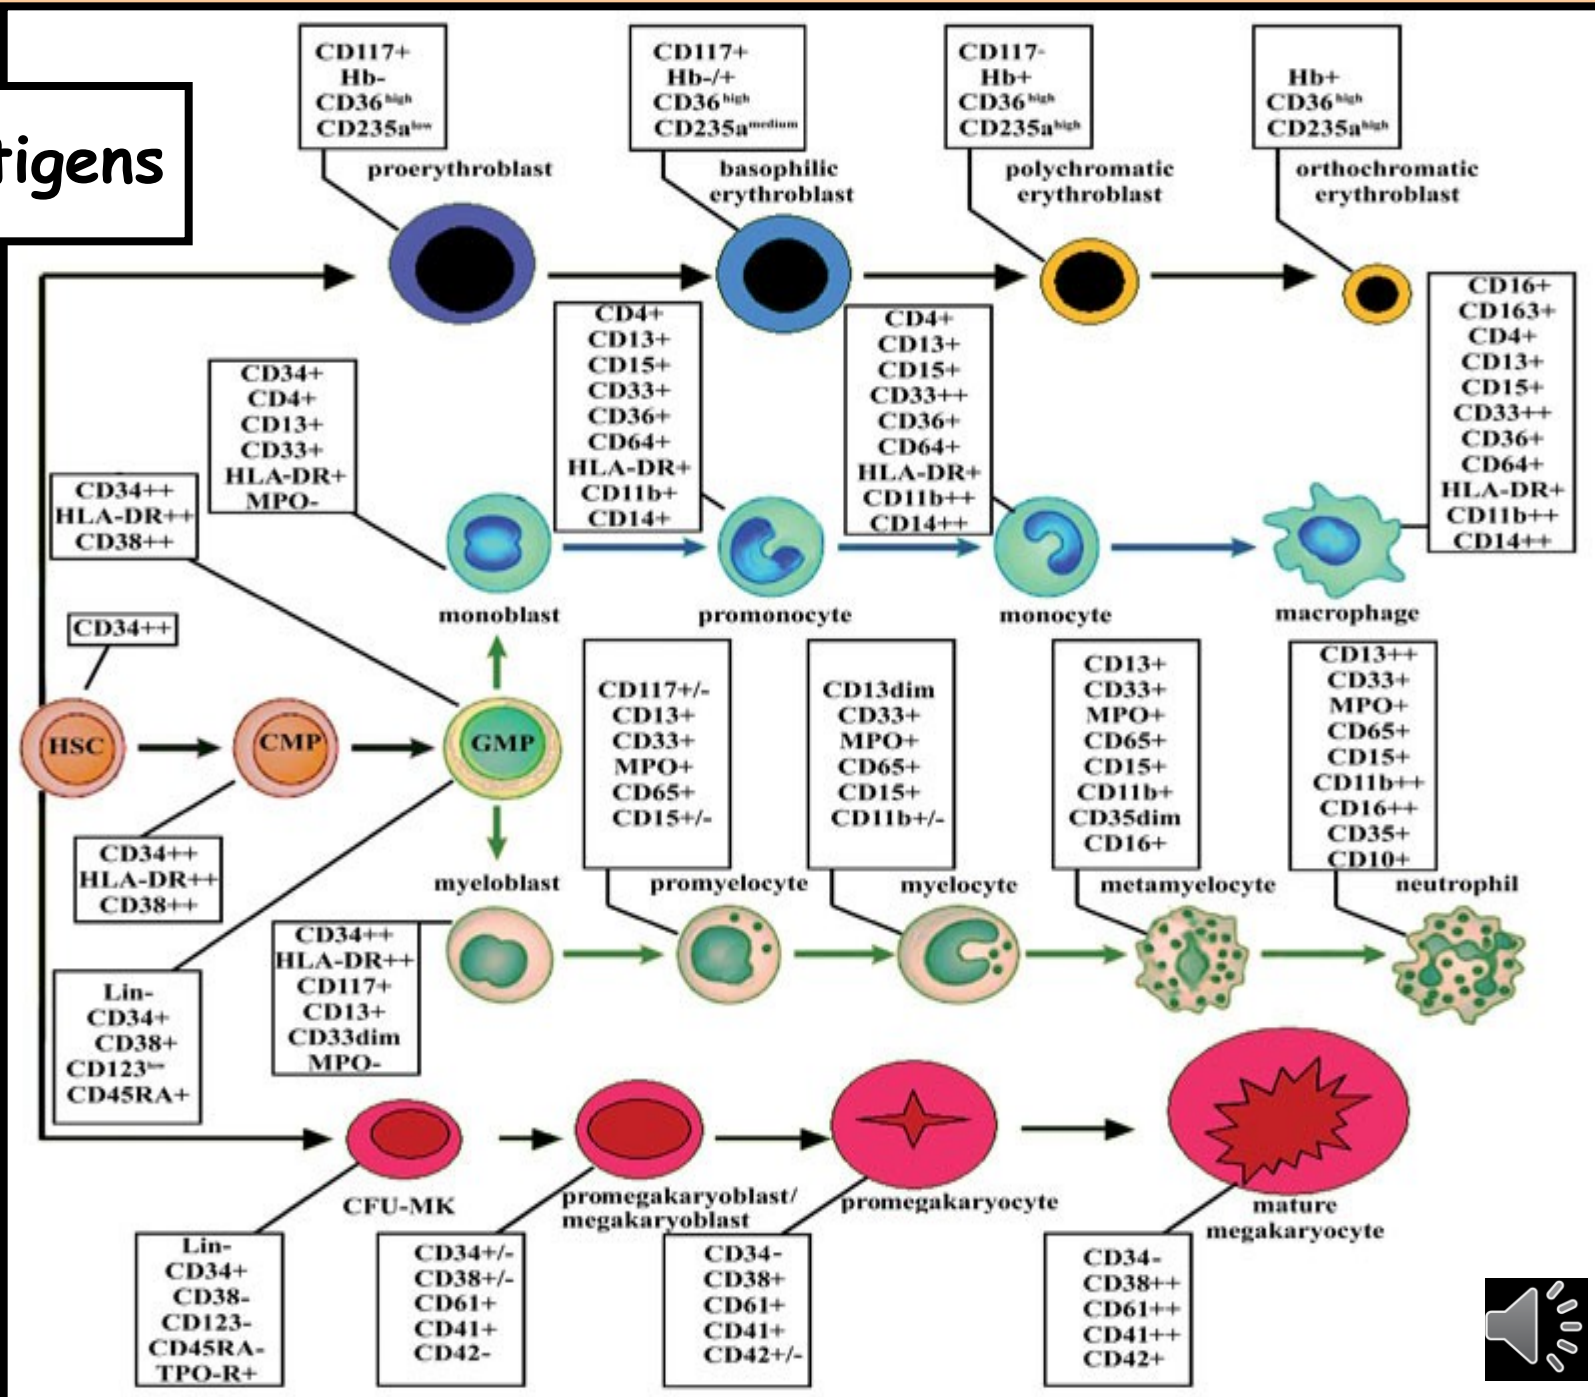 tigens
CD117+
Hb-
CD36high
CD235alow
proerythroblast
CD117+
Hb-/+
CD36high
CD235amedium
basophilic
erythroblast
CD117-
Hb+
CD36high
CD235ahigh
polychromatic
erythroblast
Hb+
CD36high
CD235ahigh
orthochromatic
erythroblast
CD34+
CD4+
CD13+
CD33+
HLA-DR+
MPO-
monoblast
CD4+
CD13+
CD15+
CD33+
CD36+
CD64+
HLA-DR+
CD11b+
CD14+
promonocyte
CD4+
CD13+
CD15+
CD33++
CD36+
CD64+
HLA-DR+
CD11b++
CD14++
monocyte
CD16+
CD163+
CD4+
CD13+
CD15+
CD33++
CD36+
CD64+
HLA-DR+
CD11b++
CD14++
macrophage
CD34++
HLA-DR++
CD38++
CD34++
HSC
CMP
GMP
CD34++
HLA-DR++
CD38++
Lin-
CD34+
CD38+
CD123low
CD45RA+
myeloblast
CD34++
HLA-DR++
CD117+
CD13+
CD33dim
MPO-
CD117+/-
CD13+
CD33+
MPO+
CD65+
CD15+/-
promyelocyte
CD13dim
CD33+
MPO+
CD65+
CD15+
CD11b+/-
myelocyte
CD13+
CD33+
MPO+
CD65+
CD15+
CD11b+
CD35dim
CD16+
metamyelocyte
CD13++
CD33+
MPO+
CD65+
CD15+
CD11b++
CD16++
CD35+
CD10+
neutrophil
CFU-MK
Lin-
CD34+
CD38-
CD123-
CD45RA-
TPO-R+
promegakaryoblast/
megakaryoblast
CD34+/-
CD38+/-
CD61+
CD41+
CD42-
promegakaryocyte
CD34-
CD38+
CD61+
CD41+
CD42+/-
mature
megakaryocyte
CD34-
CD38++
CD61++
CD41++
CD42+